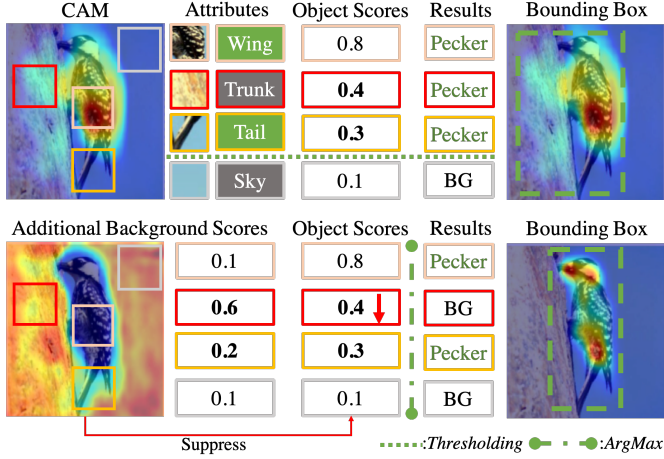 CAM Attributes Object Scores Results Bounding Box
Wing 0.8 Pecker
Trunk 0.4 Pecker
Tail 0.3 Pecker
Sky 0.1 BG
Additional Background Scores Object Scores Results Bounding Box
0.1 0.8 Pecker
0.6 0.4 BG
0.2 0.3 Pecker
0.1 0.1 BG
Suppress
:Thresholding :ArgMax